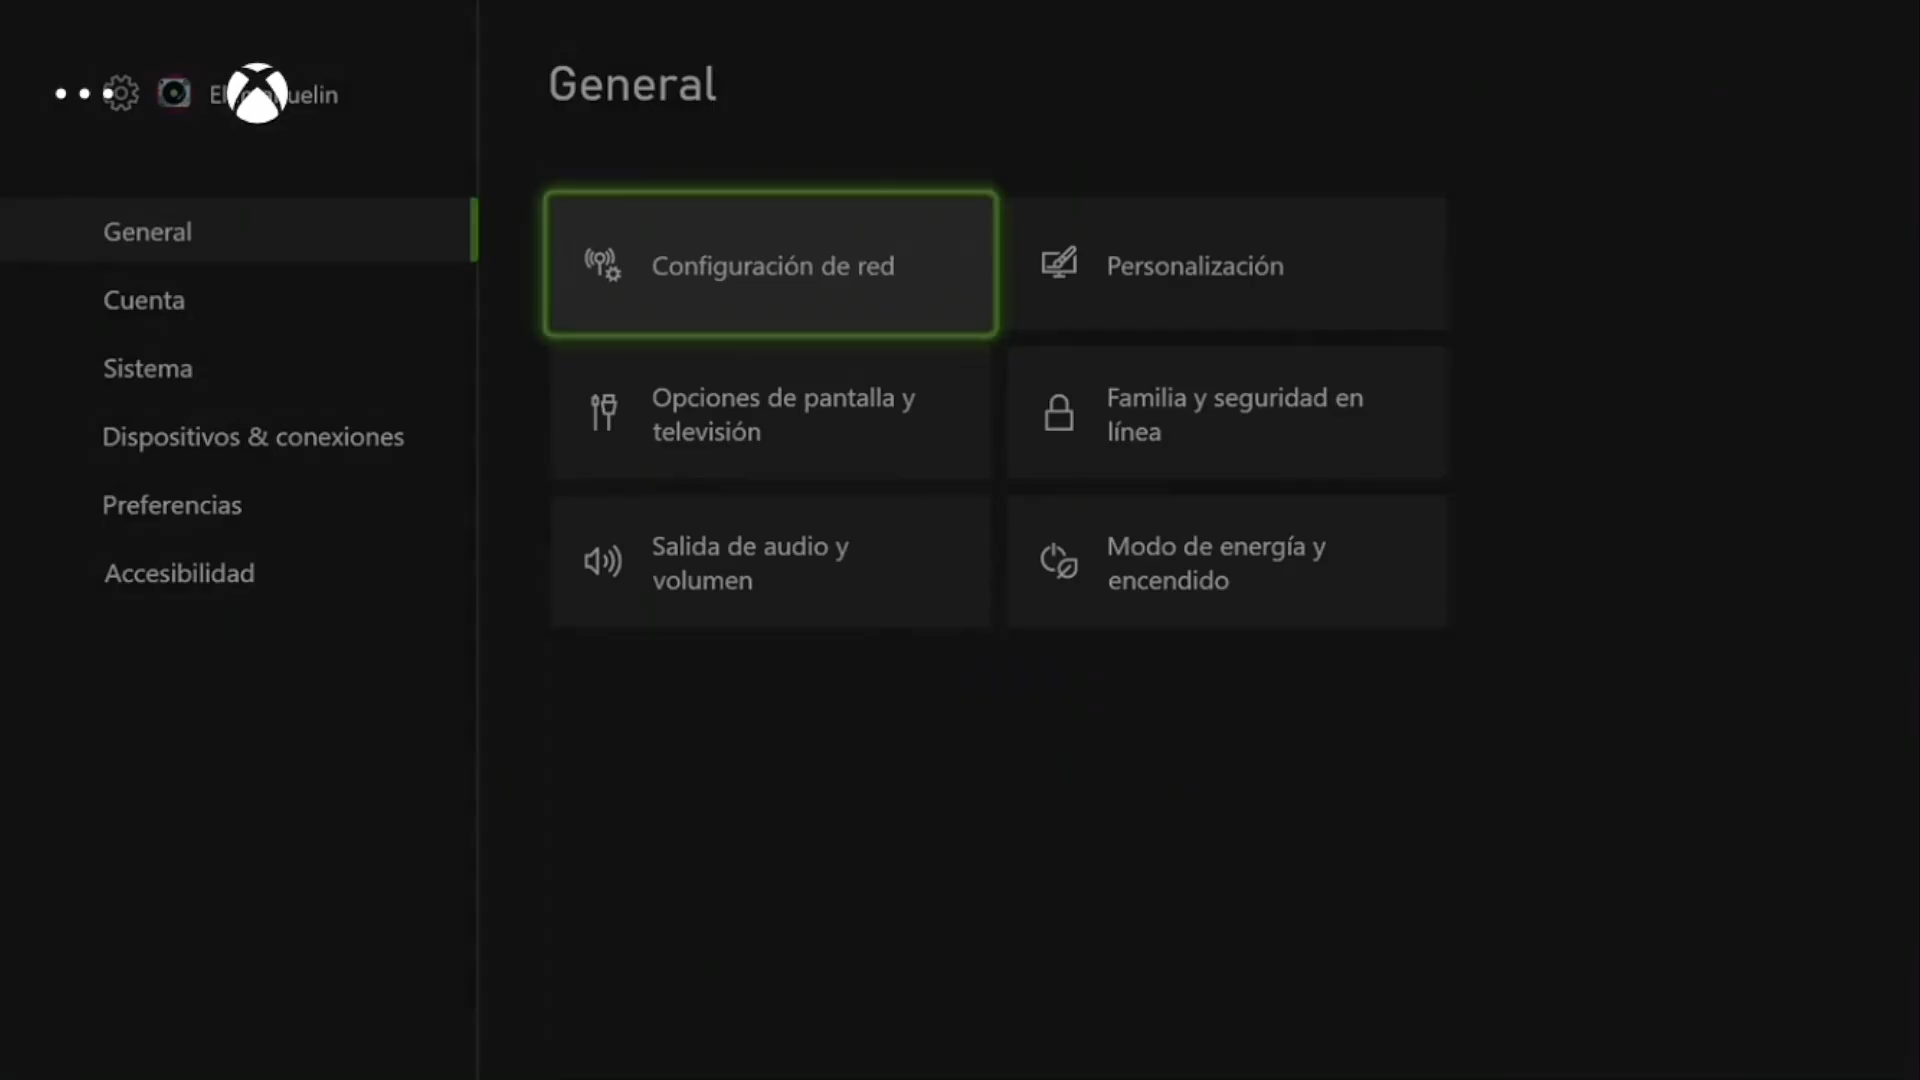 General
General
Cuenta
Sistema
Dispositivos & conexiones
Preferencias
Accesibilidad
Configuración de red
Personalización
Opciones de pantalla y
televisión
Familia y seguridad en
línea
Salida de audio y
volumen
Modo de energía y
encendido